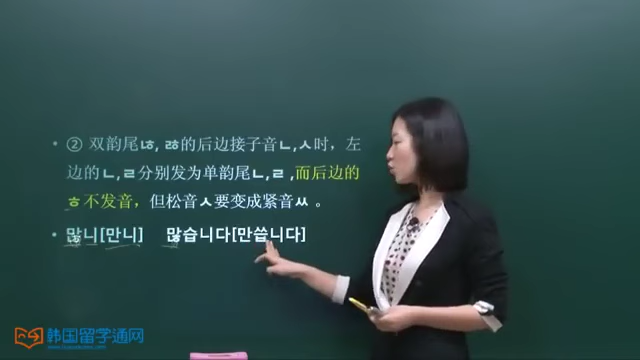 • ② 双韵尾ㄶ, ㅀ的后边接子音ㄴ,ㅅ时，左
边的ㄴ,ㄹ分别发为单韵尾ㄴ,ㄹ ,而后边的
ㅎ不发音，但松音ㅅ要变成紧音ㅆ 。
• 많니[만니] 많습니다[만씁니다]
韩国留学通网